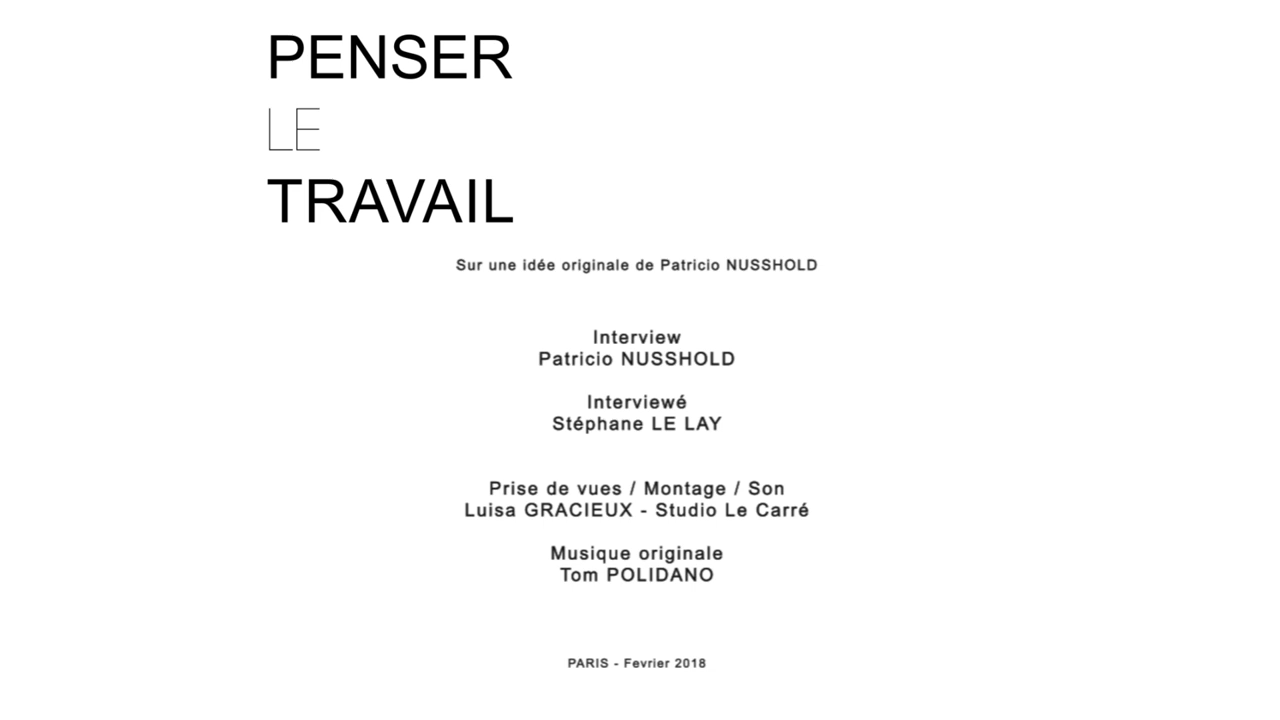 PENSER
LE
TRAVAIL
Sur une idée originale de Patricio NUSSHOLD
Interview
Patricio NUSSHOLD
Interviewé
Stéphane LE LAY
Prise de vues / Montage / Son
Luisa GRACIEUX - Studio Le Carré
Musique originale
Tom POLIDANO
PARIS - Fevrier 2018